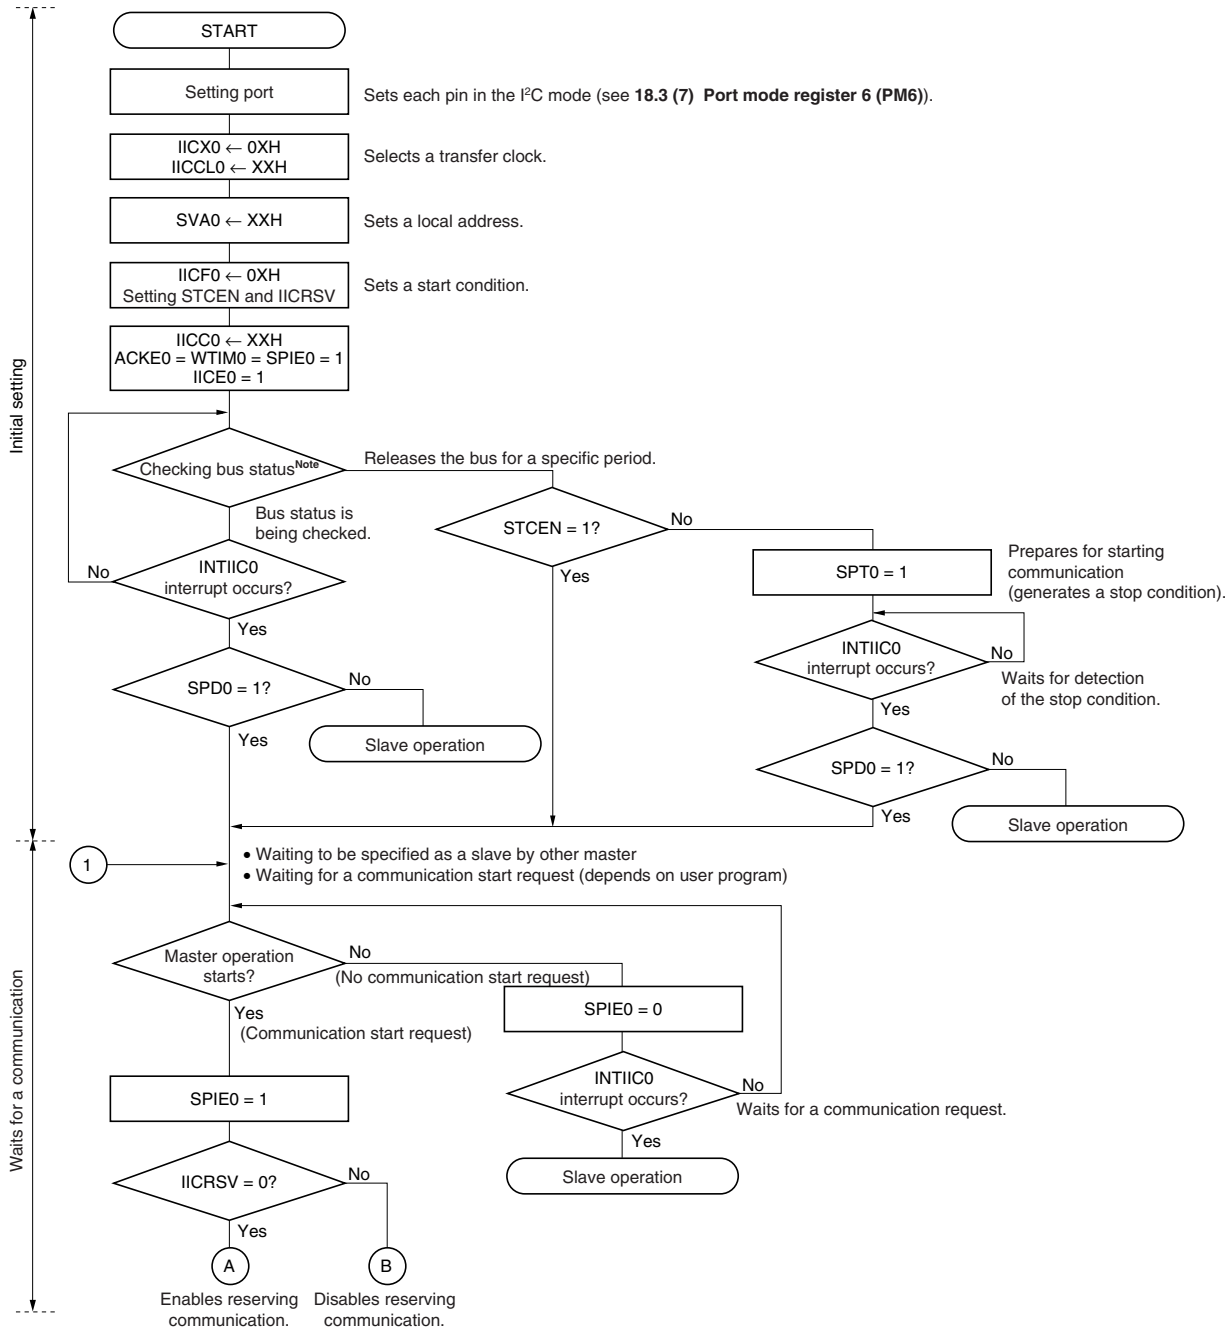 START
Setting port
Sets each pin in the I²C mode (see 18.3 (7) Port mode register 6 (PM6)).
IICX0 ← 0XH
IICCL0 ← XXH
Selects a transfer clock.
SVA0 ← XXH
Sets a local address.
IICF0 ← 0XH
Setting STCEN and IICRSV
Sets a start condition.
IICC0 ← XXH
ACKE0 = WTIM0 = SPIE0 = 1
IICE0 = 1
Initial setting
Checking bus statusNote
Releases the bus for a specific period.
Bus status is
being checked.
STCEN = 1?
No
Yes
SPT0 = 1
Prepares for starting
communication
(generates a stop condition).
No
INTIIC0
interrupt occurs?
Yes
INTIIC0
interrupt occurs?
No
Waits for detection
of the stop condition.
Yes
SPD0 = 1?
No
Yes
Slave operation
SPD0 = 1?
No
Yes
Slave operation
1
• Waiting to be specified as a slave by other master
• Waiting for a communication start request (depends on user program)
Waits for a communication
Master operation
starts?
No
(No communication start request)
Yes
(Communication start request)
SPIE0 = 0
INTIIC0
interrupt occurs?
No
Waits for a communication request.
Yes
Slave operation
SPIE0 = 1
IICRSV = 0?
No
Yes
A
B
Enables reserving
communication.
Disables reserving
communication.